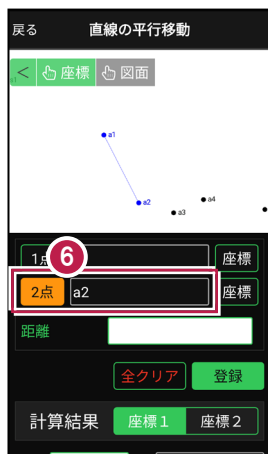 戻る 直線の平行移動
< 座標 図面
a1
a2
a3
a4
6
1点 座標
2点 a2 座標
距離
全クリア 登録
計算結果 座標1 座標2